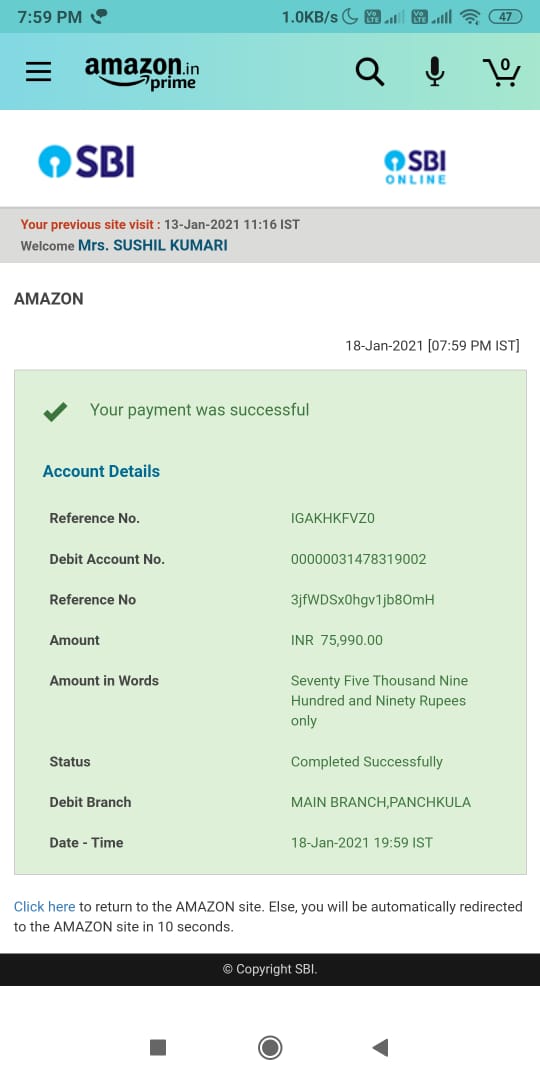 7:59 PM 1.0KB/s Vo LTE Vo LTE 47
amazon.in
prime
0
SBI
SBI
ONLINE
Your previous site visit : 13-Jan-2021 11:16 IST
Welcome Mrs. SUSHIL KUMARI
AMAZON
18-Jan-2021 [07:59 PM IST]
Your payment was successful
Account Details
Reference No. IGAKHKFVZ0
Debit Account No. 00000031478319002
Reference No 3jfWDSx0hgv1jb8OmH
Amount INR 75,990.00
Amount in Words Seventy Five Thousand Nine
Hundred and Ninety Rupees
only
Status Completed Successfully
Debit Branch MAIN BRANCH,PANCHKULA
Date - Time 18-Jan-2021 19:59 IST
Click here to return to the AMAZON site. Else, you will be automatically redirected
to the AMAZON site in 10 seconds.
© Copyright SBI.